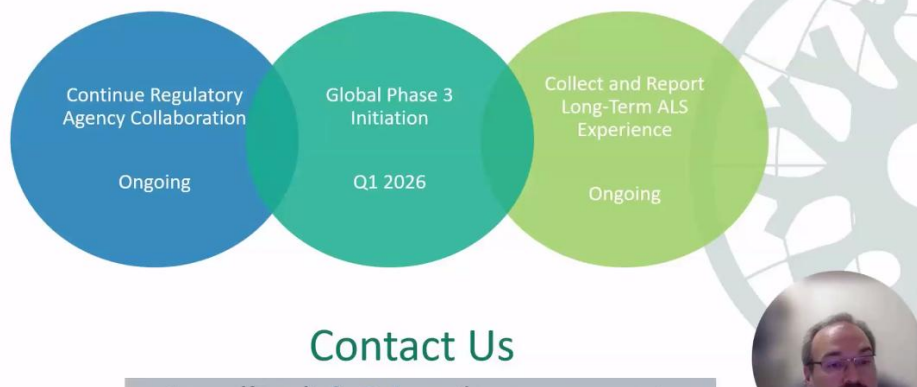 Continue Regulatory
Agency Collaboration
Ongoing
Global Phase 3
Initiation
Q1 2026
Collect and Report
Long-Term ALS
Experience
Ongoing
Contact Us